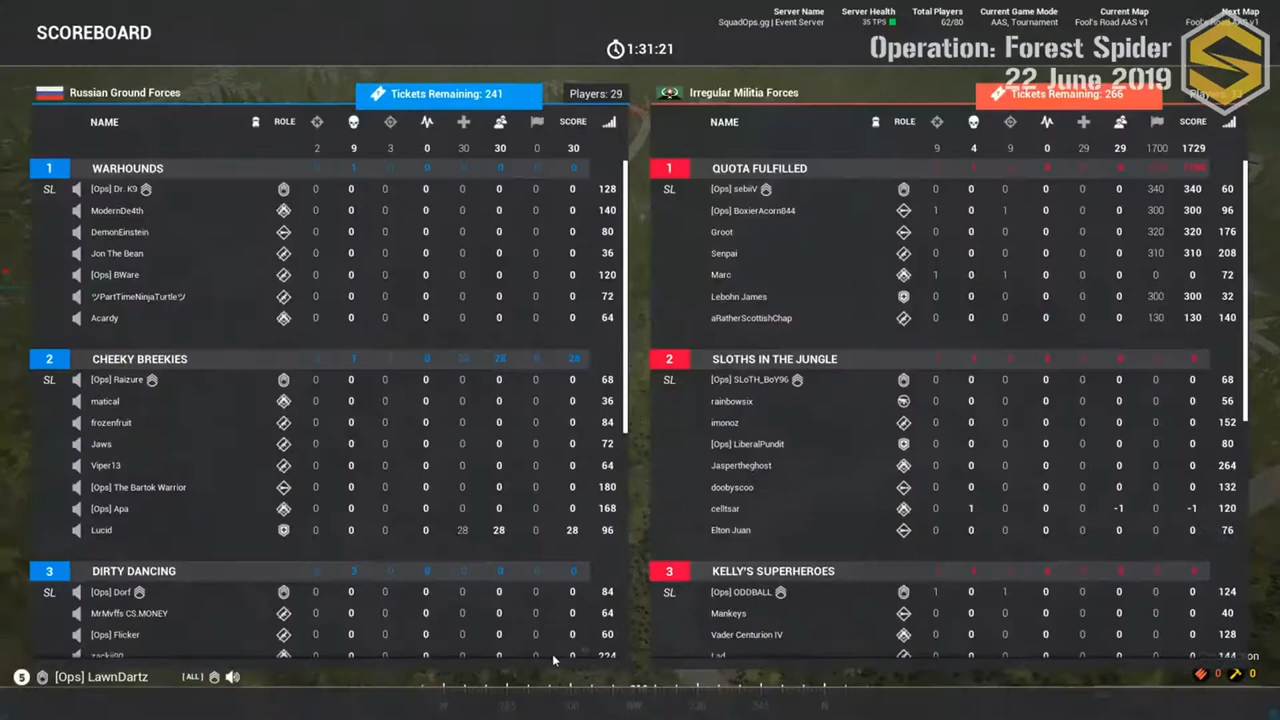 SCOREBOARD
Server Name Server Health Total Players Current Game Mode Current Map Next Map
SquadOps.gg | Event Server 35 TPS 62/80 AAS, Tournament Fool's Road AAS v1
1:31:21
Operation: Forest Spider
22 June 2019
Russian Ground Forces Tickets Remaining: 241 Players: 29
NAME ROLE SCORE
2 9 3 0 30 30 0 30
1 WARHOUNDS
SL [Ops] Dr. K9 0 0 0 0 0 0 0 0 128
ModernDe4th 0 0 0 0 0 0 0 0 140
DemonEinstein 0 0 0 0 0 0 0 0 80
Jon The Bean 0 0 0 0 0 0 0 0 36
[Ops] BWare 0 0 0 0 0 0 0 0 120
ツPartTimeNinjaTurtleツ 0 0 0 0 0 0 0 0 72
Acardy 0 0 0 0 0 0 0 0 64
2 CHEEKY BREEKIES 1 0 28 0 28
SL [Ops] Raizure 0 0 0 0 0 0 0 0 68
matical 0 0 0 0 0 0 0 0 36
frozenfruit 0 0 0 0 0 0 0 0 84
Jaws 0 0 0 0 0 0 0 0 72
Viper13 0 0 0 0 0 0 0 0 64
[Ops] The Bartok Warrior 0 0 0 0 0 0 0 0 180
[Ops] Apa 0 0 0 0 0 0 0 0 168
Lucid 0 0 0 0 28 28 0 28 96
3 DIRTY DANCING
SL [Ops] Dorf 0 0 0 0 0 0 0 0 84
MrMvffs CS.MONEY 0 0 0 0 0 0 0 0 64
[Ops] Flicker 0 0 0 0 0 0 0 0 60
Irregular Militia Forces Tickets Remaining: 266
NAME ROLE SCORE
9 4 9 0 29 29 1700 1729
1 QUOTA FULFILLED
SL [Ops] sebiiV 0 0 0 0 0 0 340 340 60
[Ops] BoxierAcorn844 1 0 1 0 0 0 300 300 96
Groot 0 0 0 0 0 0 320 320 176
Senpai 0 0 0 0 0 0 310 310 208
Marc 1 0 1 0 0 0 0 0 72
Lebohn James 0 0 0 0 0 0 300 300 32
aRatherScottishChap 0 0 0 0 0 0 130 130 140
2 SLOTHS IN THE JUNGLE
SL [Ops] SLoTH_BoY96 0 0 0 0 0 0 0 0 68
rainbowsix 0 0 0 0 0 0 0 0 56
imonoz 0 0 0 0 0 0 0 0 152
[Ops] LiberalPundit 0 0 0 0 0 0 0 0 80
Jaspertheghost 0 0 0 0 0 0 0 0 264
doobyscoo 0 0 0 0 0 0 0 0 132
celltsar 0 1 0 0 0 -1 0 -1 120
Elton Juan 0 0 0 0 0 0 0 0 76
3 KELLY'S SUPERHEROES
SL [Ops] ODDBALL 1 0 1 0 0 0 0 0 124
Mankeys 0 0 0 0 0 0 0 0 40
Vader Centurion IV 0 0 0 0 0 0 0 0 128
5 [Ops] LawnDartz [ALL] 0 0